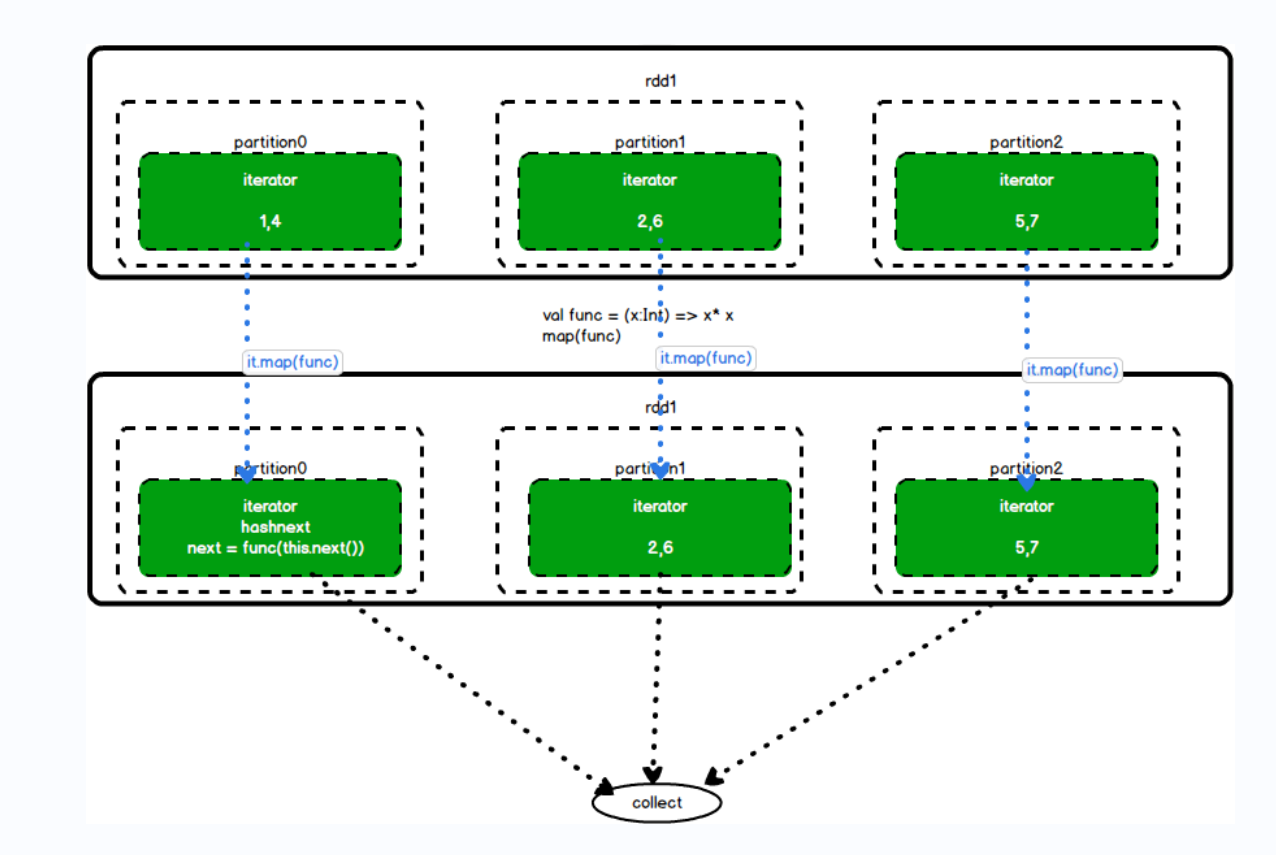 rdd1
partition0
iterator
1,4
partition1
iterator
2,6
partition2
iterator
5,7
val func = (x:Int) => x* x
map(func)
it.map(func)
it.map(func)
it.map(func)
rdd1
partition0
iterator
hashnext
next = func(this.next())
partition1
iterator
2,6
partition2
iterator
5,7
collect